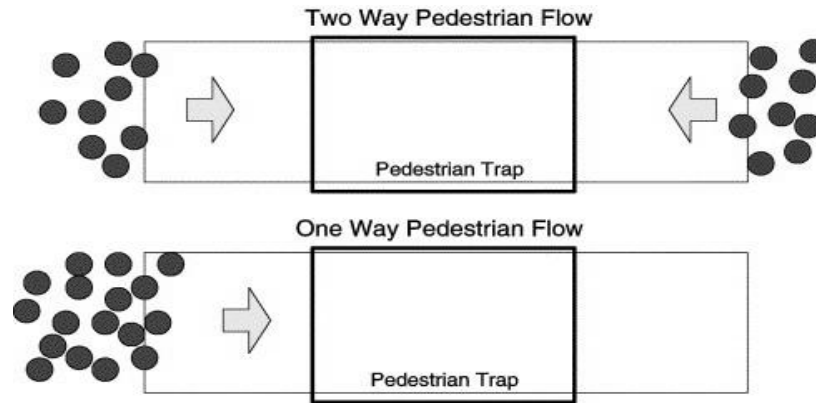 Two Way Pedestrian Flow
Pedestrian Trap
One Way Pedestrian Flow
Pedestrian Trap